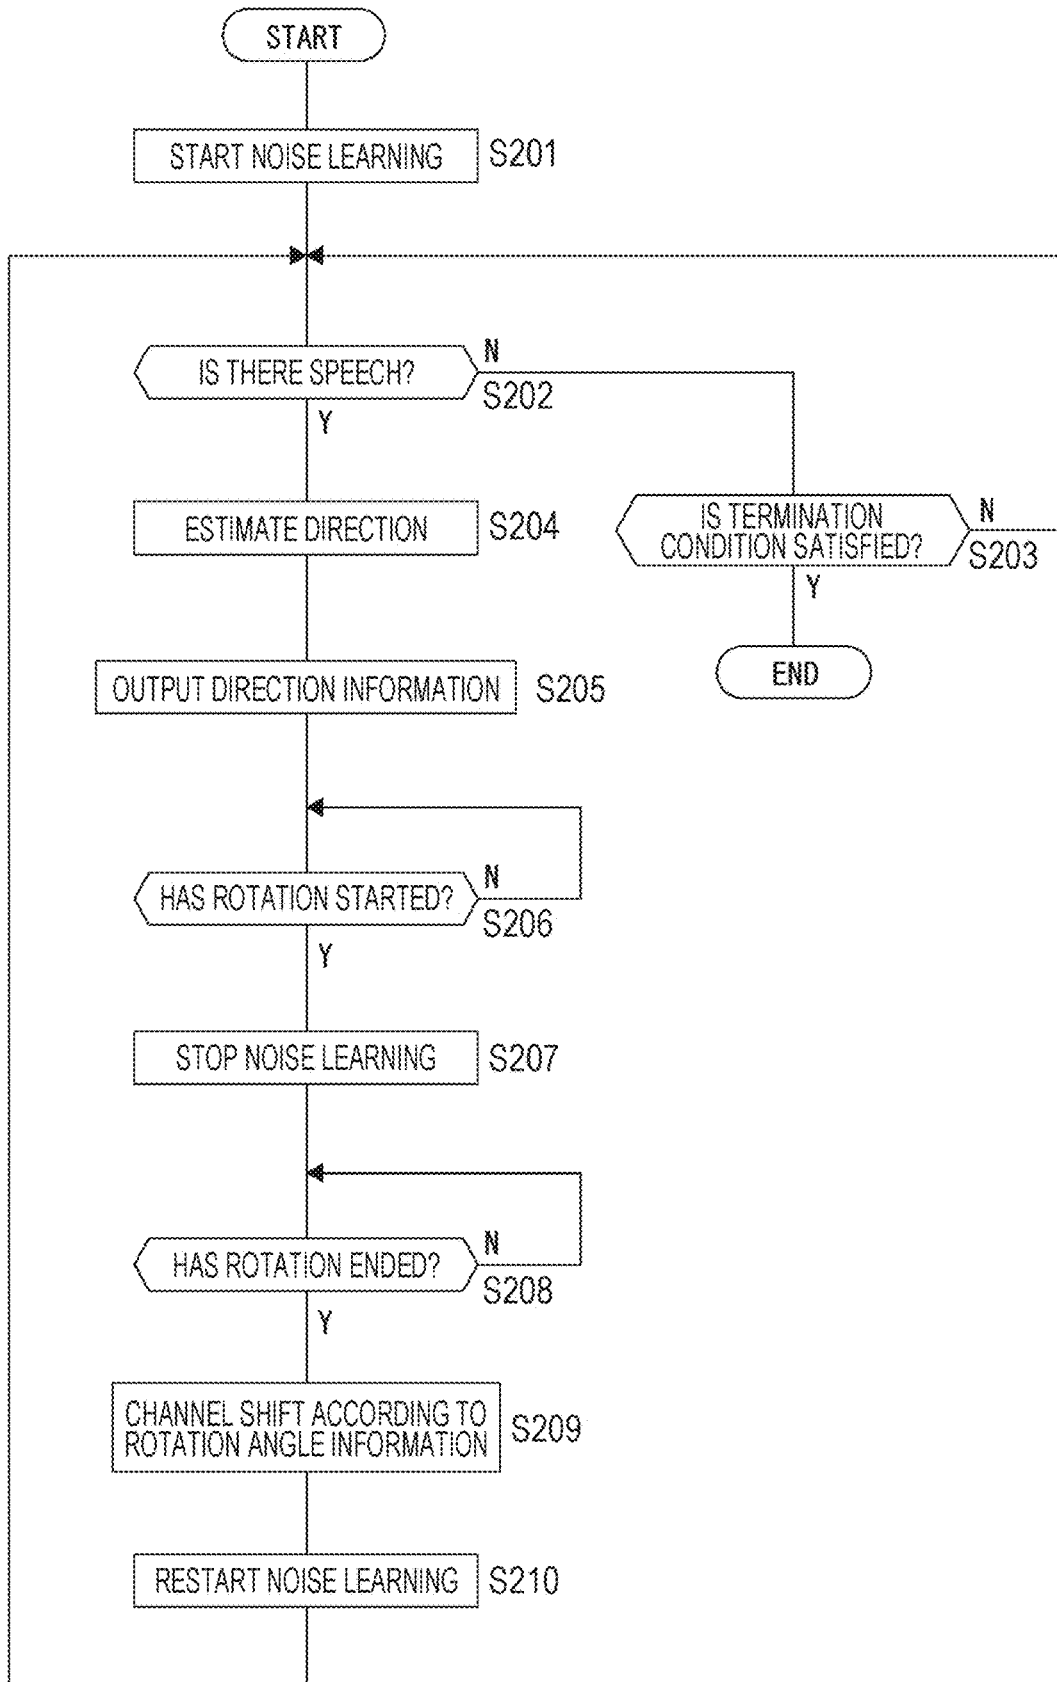 START
START NOISE LEARNING
S201
IS THERE SPEECH?
N
S202
Y
ESTIMATE DIRECTION
S204
IS TERMINATION
CONDITION SATISFIED?
N
S203
Y
END
OUTPUT DIRECTION INFORMATION
S205
HAS ROTATION STARTED?
N
S206
Y
STOP NOISE LEARNING
S207
HAS ROTATION ENDED?
N
S208
Y
CHANNEL SHIFT ACCORDING TO
ROTATION ANGLE INFORMATION
S209
RESTART NOISE LEARNING
S210